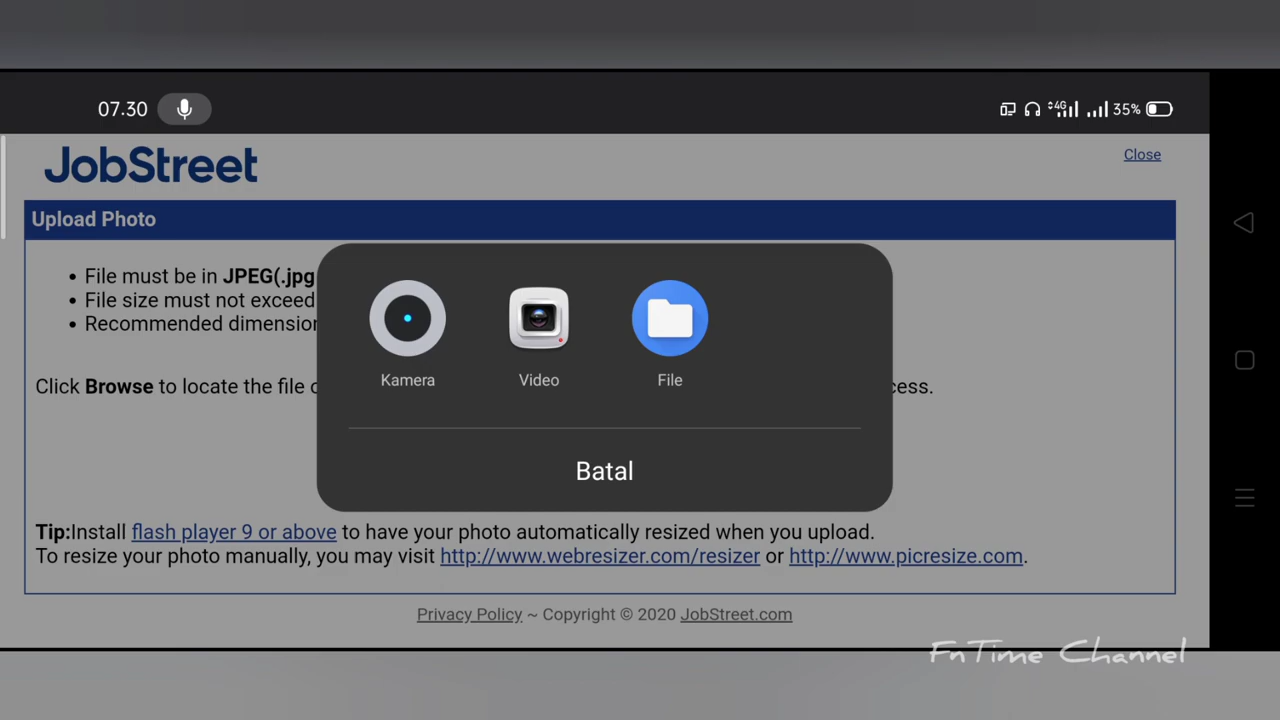 07.30
4G 35%
JobStreet
Close
Upload Photo
File must be in JPEG(.jpg
File size must not exceed
Recommended dimension
Kamera Video File
Click Browse to locate the file cess.
Batal
Tip:Install flash player 9 or above to have your photo automatically resized when you upload.
To resize your photo manually, you may visit http://www.webresizer.com/resizer or http://www.picresize.com.
Privacy Policy ~ Copyright © 2020 JobStreet.com
FnTime Channel